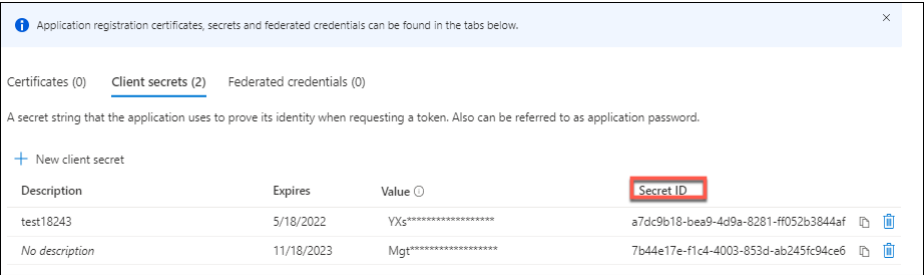 Application registration certificates, secrets and federated credentials can be found in the tabs below.
Certificates (0) Client secrets (2) Federated credentials (0)
A secret string that the application uses to prove its identity when requesting a token. Also can be referred to as application password.
New client secret
Description Expires Value Secret ID
test18243 5/18/2022 YXs****************** a7dc9b18-bea9-4d9a-8281-ff052b3844af
No description 11/18/2023 Mgt****************** 7b44e17e-f1c4-4003-853d-ab245fc94ce6